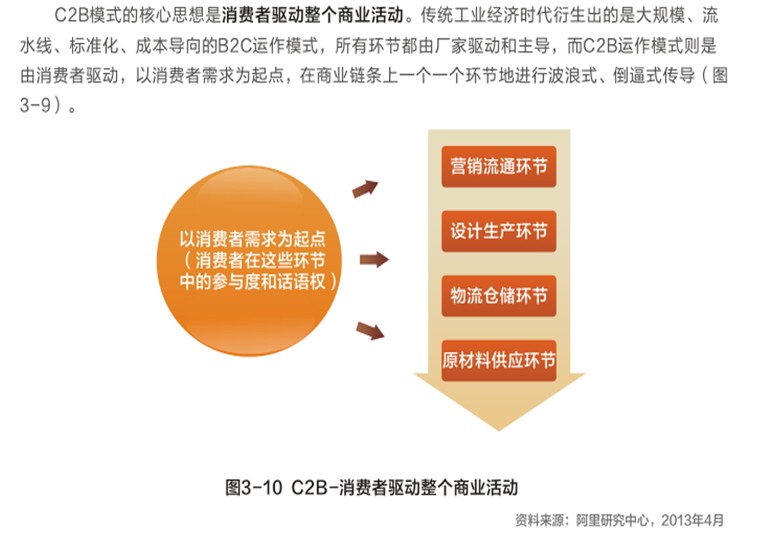 C2B模式的核心思想是消费者驱动整个商业活动。传统工业经济时代衍生出的是大规模、流
水线、标准化、成本导向的B2C运作模式，所有环节都由厂家驱动和主导，而C2B运作模式则是
由消费者驱动，以消费者需求为起点，在商业链条上一个一个环节地进行波浪式、倒逼式传导（图
3-9）。
以消费者需求为起点
（消费者在这些环节
中的参与度和话语权）
营销流通环节
设计生产环节
物流仓储环节
原材料供应环节
图3-10 C2B-消费者驱动整个商业活动
资料来源：阿里研究中心，2013年4月